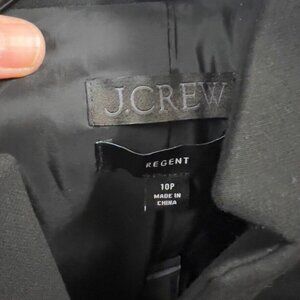 J.CREW
REGENT
10P
MADE IN
CHINA